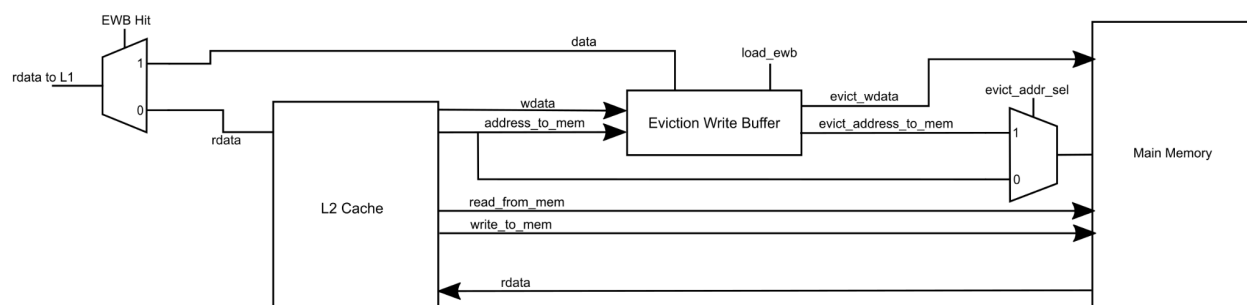 EWB Hit
data
load_ewb
rdata to L1
1
0
rdata
wdata
address_to_mem
Eviction Write Buffer
evict_wdata
evict_address_to_mem
evict_addr_sel
1
0
Main Memory
L2 Cache
read_from_mem
write_to_mem
rdata